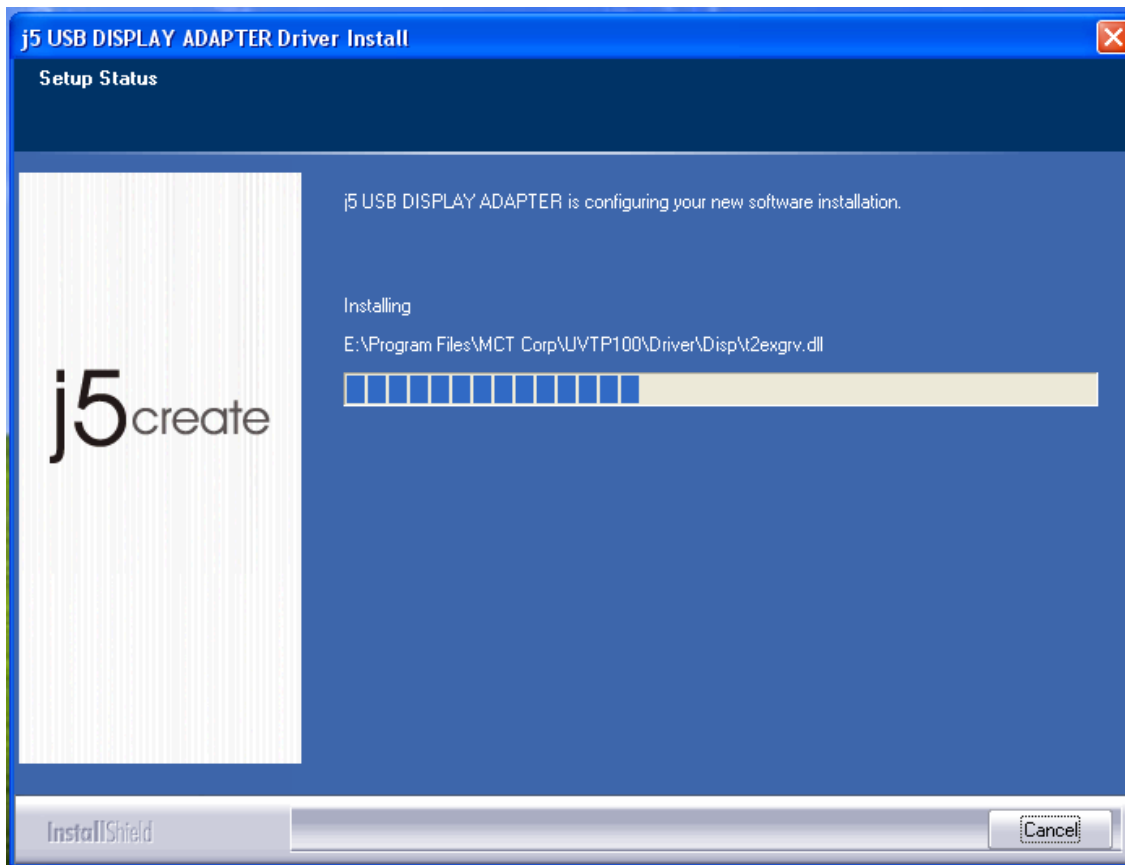 j5 USB DISPLAY ADAPTER Driver Install
Setup Status
j5 USB DISPLAY ADAPTER is configuring your new software installation.
Installing
E:\Program Files\MCT Corp\UVTP100\Driver\Disp\t2exgrv.dll
j5create
InstallShield
Cancel